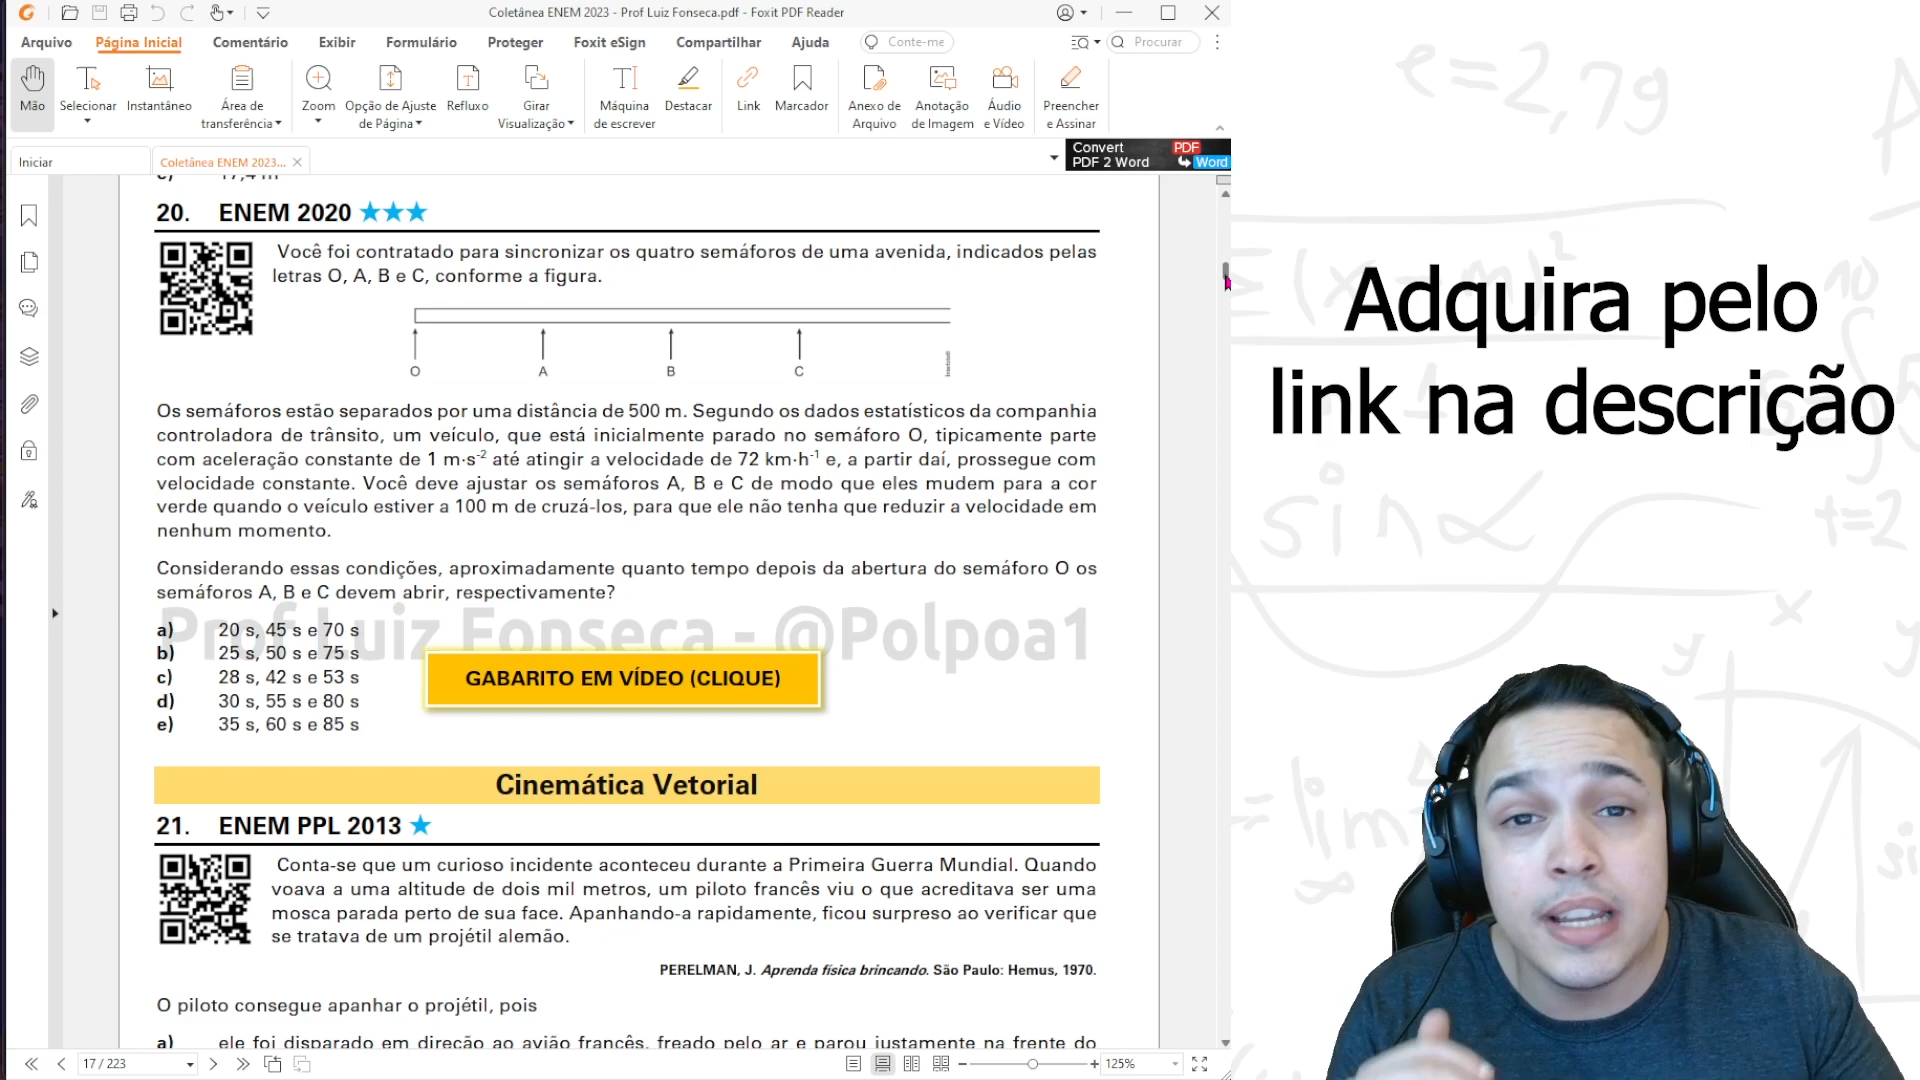 Coletânea ENEM 2023 - Prof Luiz Fonseca.pdf - Foxit PDF Reader
Arquivo Página Inicial Comentário Exibir Formulário Proteger Foxit eSign Compartilhar Ajuda Conte-me Procurar
Mão Selecionar Instantâneo Área de transferência Zoom Opção de Ajuste de Página Refluxo Girar Visualização Máquina de escrever Destacar Link Marcador Anexo de Arquivo Anotação de Imagem Áudio e Vídeo Preencher e Assinar
Iniciar Coletânea ENEM 2023...
Convert PDF
PDF 2 Word Word
20. ENEM 2020 ★★★
Você foi contratado para sincronizar os quatro semáforos de uma avenida, indicados pelas
letras O, A, B e C, conforme a figura.
O A B C
Os semáforos estão separados por uma distância de 500 m. Segundo os dados estatísticos da companhia
controladora de trânsito, um veículo, que está inicialmente parado no semáforo O, tipicamente parte
com aceleração constante de 1 m·s⁻² até atingir a velocidade de 72 km·h⁻¹ e, a partir daí, prossegue com
velocidade constante. Você deve ajustar os semáforos A, B e C de modo que eles mudem para a cor
verde quando o veículo estiver a 100 m de cruzá-los, para que ele não tenha que reduzir a velocidade em
nenhum momento.
Considerando essas condições, aproximadamente quanto tempo depois da abertura do semáforo O os
semáforos A, B e C devem abrir, respectivamente?
Prof Luiz Fonseca - @Polpoa1
a) 20 s, 45 s e 70 s
b) 25 s, 50 s e 75 s
c) 28 s, 42 s e 53 s
d) 30 s, 55 s e 80 s
e) 35 s, 60 s e 85 s
GABARITO EM VÍDEO (CLIQUE)
Cinemática Vetorial
21. ENEM PPL 2013 ★
Conta-se que um curioso incidente aconteceu durante a Primeira Guerra Mundial. Quando
voava a uma altitude de dois mil metros, um piloto francês viu o que acreditava ser uma
mosca parada perto de sua face. Apanhando-a rapidamente, ficou surpreso ao verificar que
se tratava de um projétil alemão.
PERELMAN, J. Aprenda física brincando. São Paulo: Hemus, 1970.
O piloto consegue apanhar o projétil, pois
a) ele foi disparado em direção ao avião francês, freado pelo ar e parou justamente na frente do
17 / 223
125%
Adquira pelo
link na descrição
e=2,79
sin α
t=2
x
y
= lim
∞